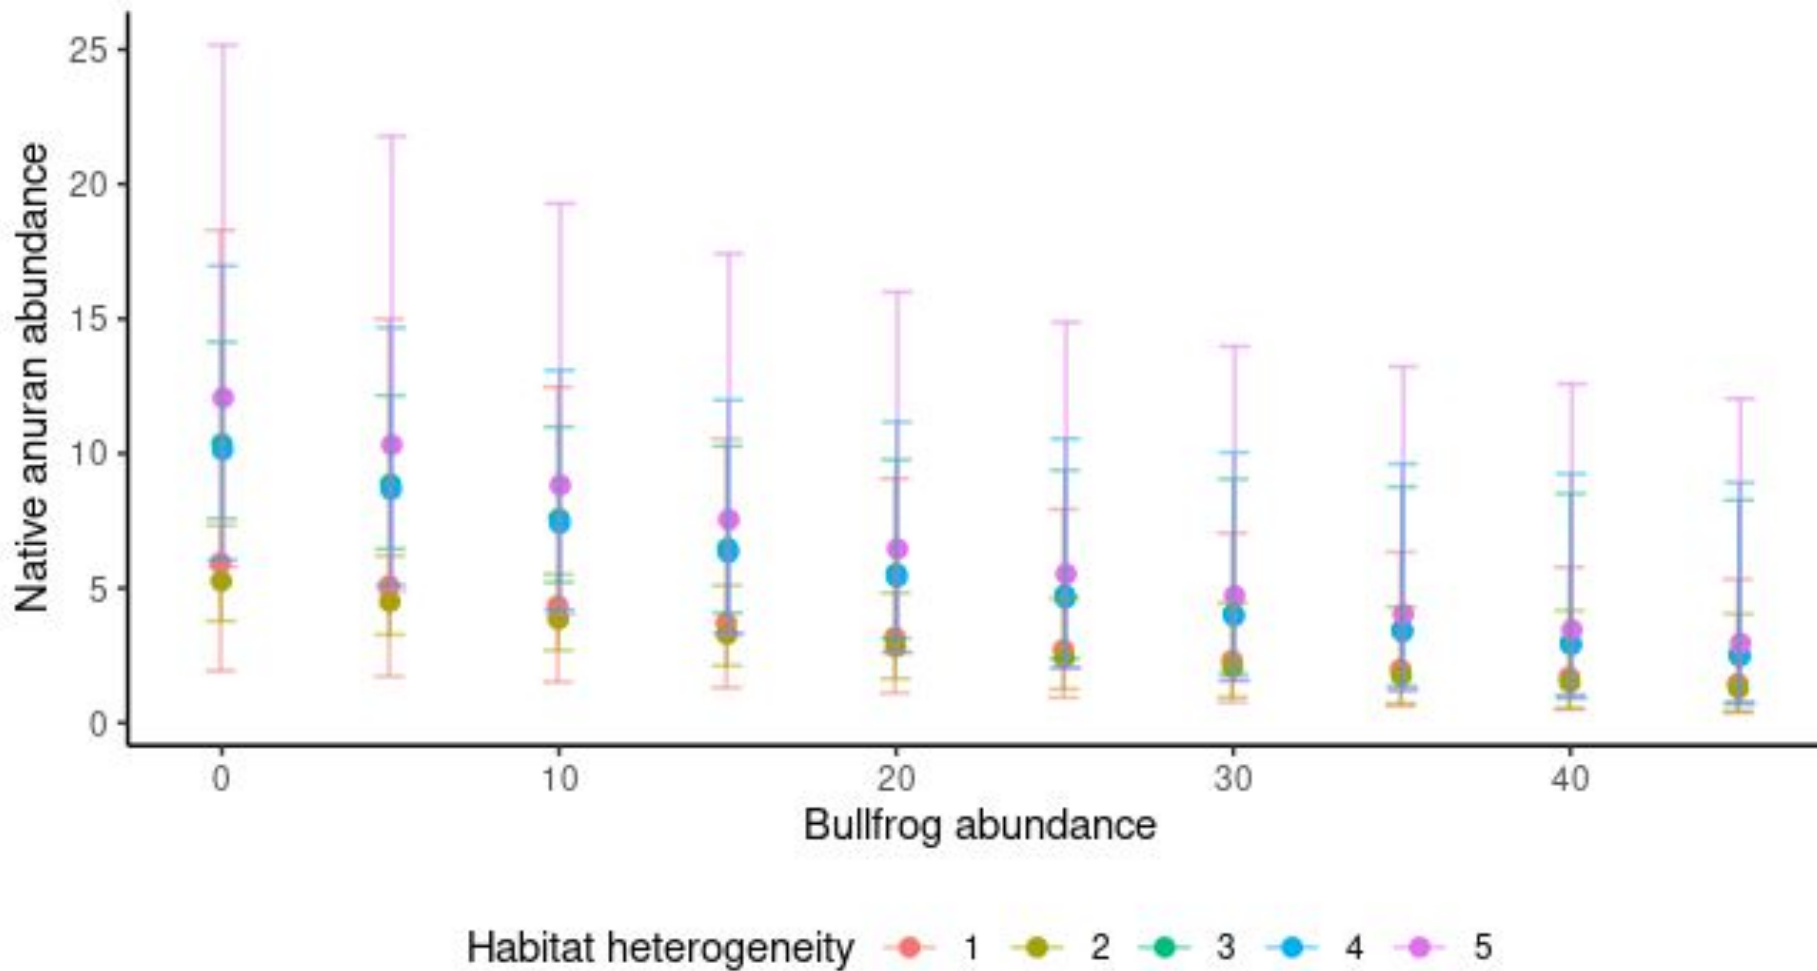 Native anuran abundance
25
20
15
10
5
0
0 10 20 30 40
Bullfrog abundance
Habitat heterogeneity 1 2 3 4 5